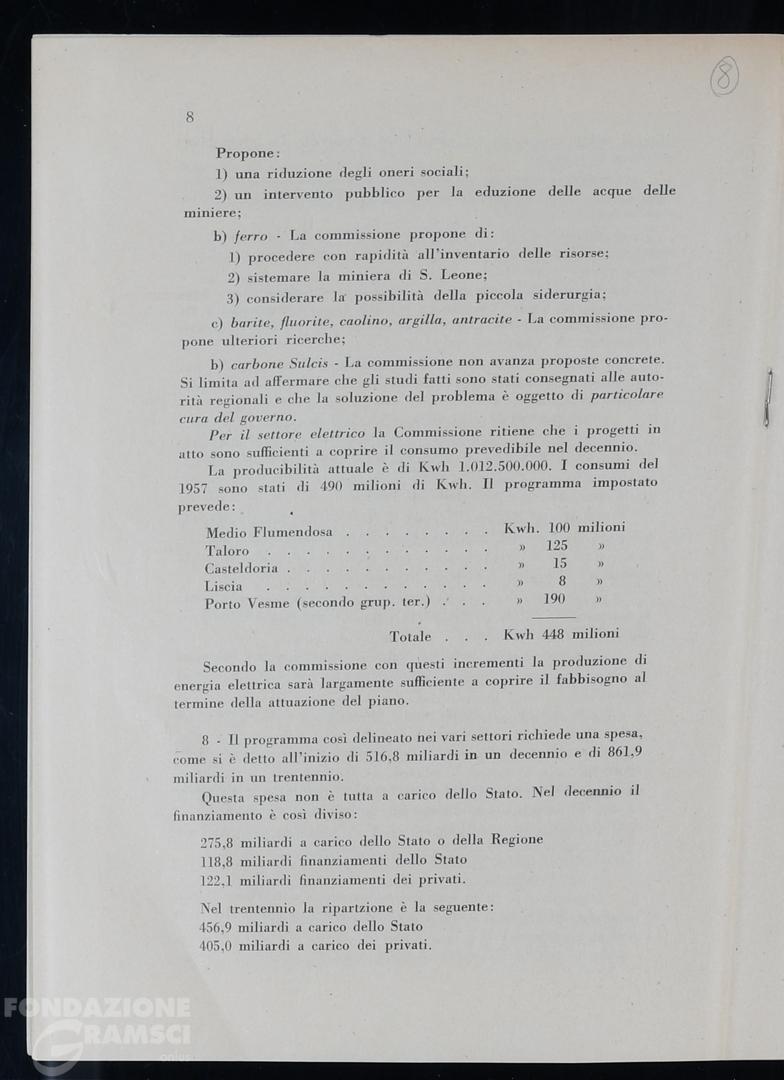 8
8
Propone:
1) una riduzione degli oneri sociali;
2) un intervento pubblico per la eduzione delle acque delle
miniere;
b) ferro - La commissione propone di:
1) procedere con rapidità all'inventario delle risorse;
2) sistemare la miniera di S. Leone;
3) considerare la possibilità della piccola siderurgia;
c) barite, fluorite, caolino, argilla, antracite - La commissione pro-
pone ulteriori ricerche;
b) carbone Sulcis - La commissione non avanza proposte concrete.
Si limita ad affermare che gli studi fatti sono stati consegnati alle auto-
rità regionali e che la soluzione del problema è oggetto di particolare
cura del governo.
Per il settore elettrico la Commissione ritiene che i progetti in
atto sono sufficienti a coprire il consumo prevedibile nel decennio.
La producibilità attuale è di Kwh 1.012.500.000. I consumi del
1957 sono stati di 490 milioni di Kwh. Il programma impostato
prevede:
Medio Flumendosa . . . . . . . . Kwh. 100 milioni
Taloro . . . . . . . . . . . . » 125 »
Casteldoria . . . . . . . . . . . » 15 »
Liscia . . . . . . . . . . . . » 8 »
Porto Vesme (secondo grup. ter.) . . . » 190 »
Totale . . . Kwh 448 milioni
Secondo la commissione con questi incrementi la produzione di
energia elettrica sarà largamente sufficiente a coprire il fabbisogno al
termine della attuazione del piano.
8 - Il programma così delineato nei vari settori richiede una spesa,
come si è detto all'inizio di 516,8 miliardi in un decennio e di 861,9
miliardi in un trentennio.
Questa spesa non è tutta a carico dello Stato. Nel decennio il
finanziamento è così diviso:
275,8 miliardi a carico dello Stato o della Regione
118,8 miliardi finanziamenti dello Stato
122,1 miliardi finanziamenti dei privati.
Nel trentennio la ripartzione è la seguente:
456,9 miliardi a carico dello Stato
405,0 miliardi a carico dei privati.
FONDAZIONE
GRAMSCI
onlus